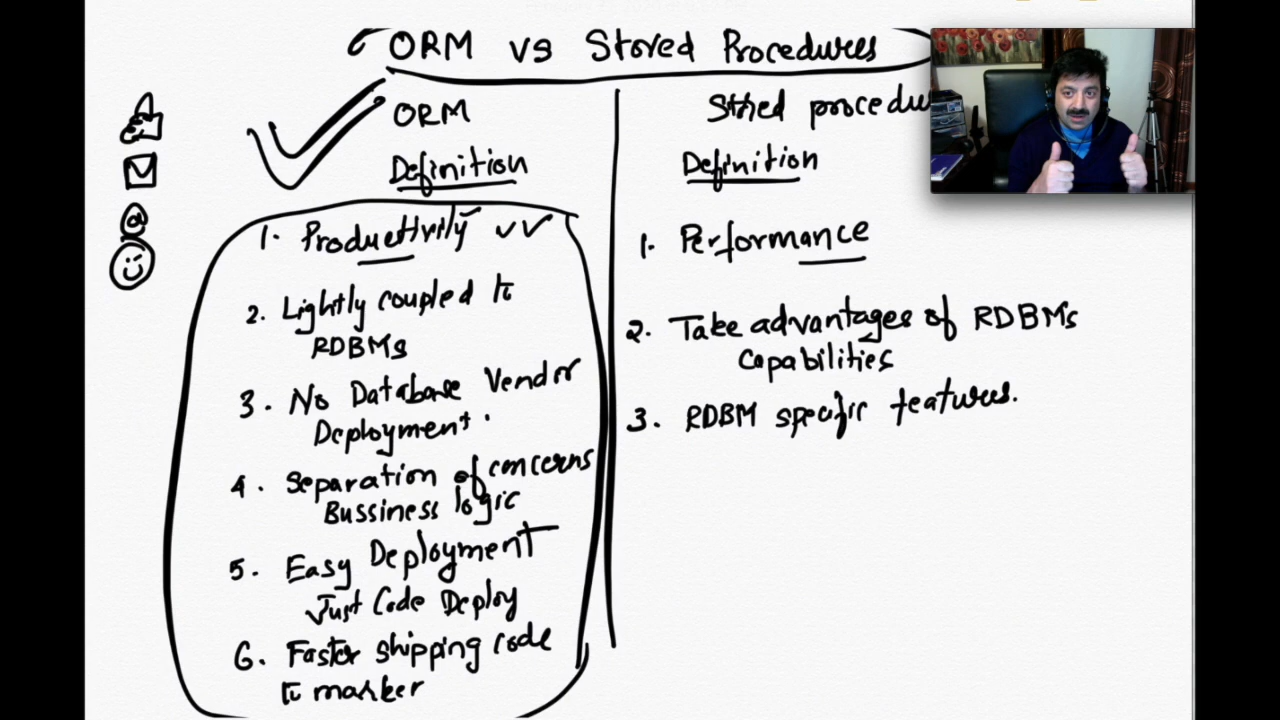 ORM vs Stored Procedures
ORM
Definition
1. Productivity
2. Lightly coupled to
RDBMs
3. No Database Vendor
Deployment
4. Separation of concerns
Bussiness logic
5. Easy Deployment
Just Code Deploy
6. Faster shipping code
to marker
Stored procedu
Definition
1. Performance
2. Take advantages of RDBMs
Capabilities
3. RDBM specific features.
@